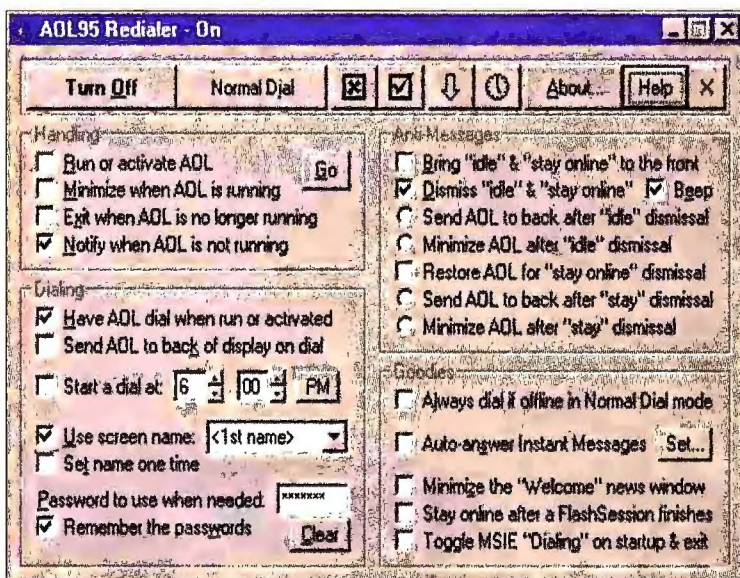 AOL95 Redialer - On
Turn Off Normal Dial About... Help
Handling
Run or activate AOL Go
Minimize when AOL is running
Exit when AOL is no longer running
Notify when AOL is not running
Dialing
Have AOL dial when run or activated
Send AOL to back of display on dial
Start a dial at: 6 : 00 PM
Use screen name: <1st name>
Set name one time
Password to use when needed: xxxxxxx
Remember the passwords Clear
Anti-Messages
Bring "idle" & "stay online" to the front
Dismiss "idle" & "stay online" Beep
Send AOL to back after "idle" dismissal
Minimize AOL after "idle" dismissal
Restore AOL for "stay online" dismissal
Send AOL to back after "stay" dismissal
Minimize AOL after "stay" dismissal
Goodies
Always dial if offline in Normal Dial mode
Auto-answer Instant Messages Set...
Minimize the "Welcome" news window
Stay online after a FlashSession finishes
Toggle MSIE "Dialing" on startup & exit